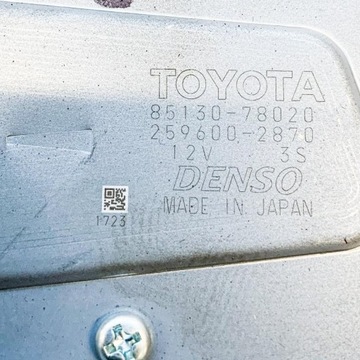 TOYOTA
85130-78020
259600-2870
12V 3S
DENSO
MADE IN JAPAN
1723